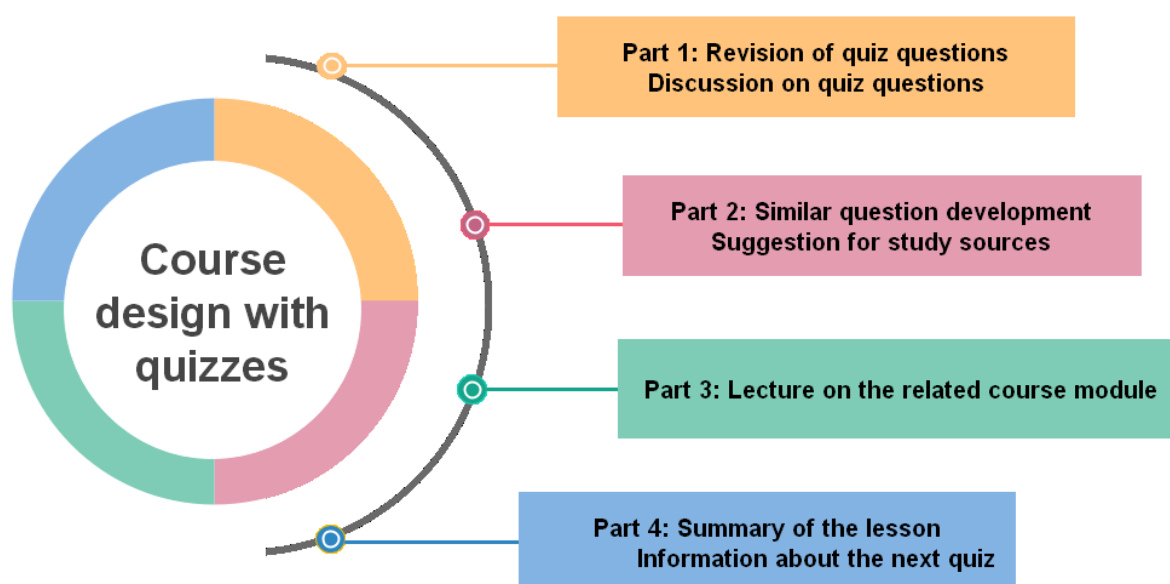 Course
design with
quizzes
Part 1: Revision of quiz questions
Discussion on quiz questions
Part 2: Similar question development
Suggestion for study sources
Part 3: Lecture on the related course module
Part 4: Summary of the lesson
Information about the next quiz